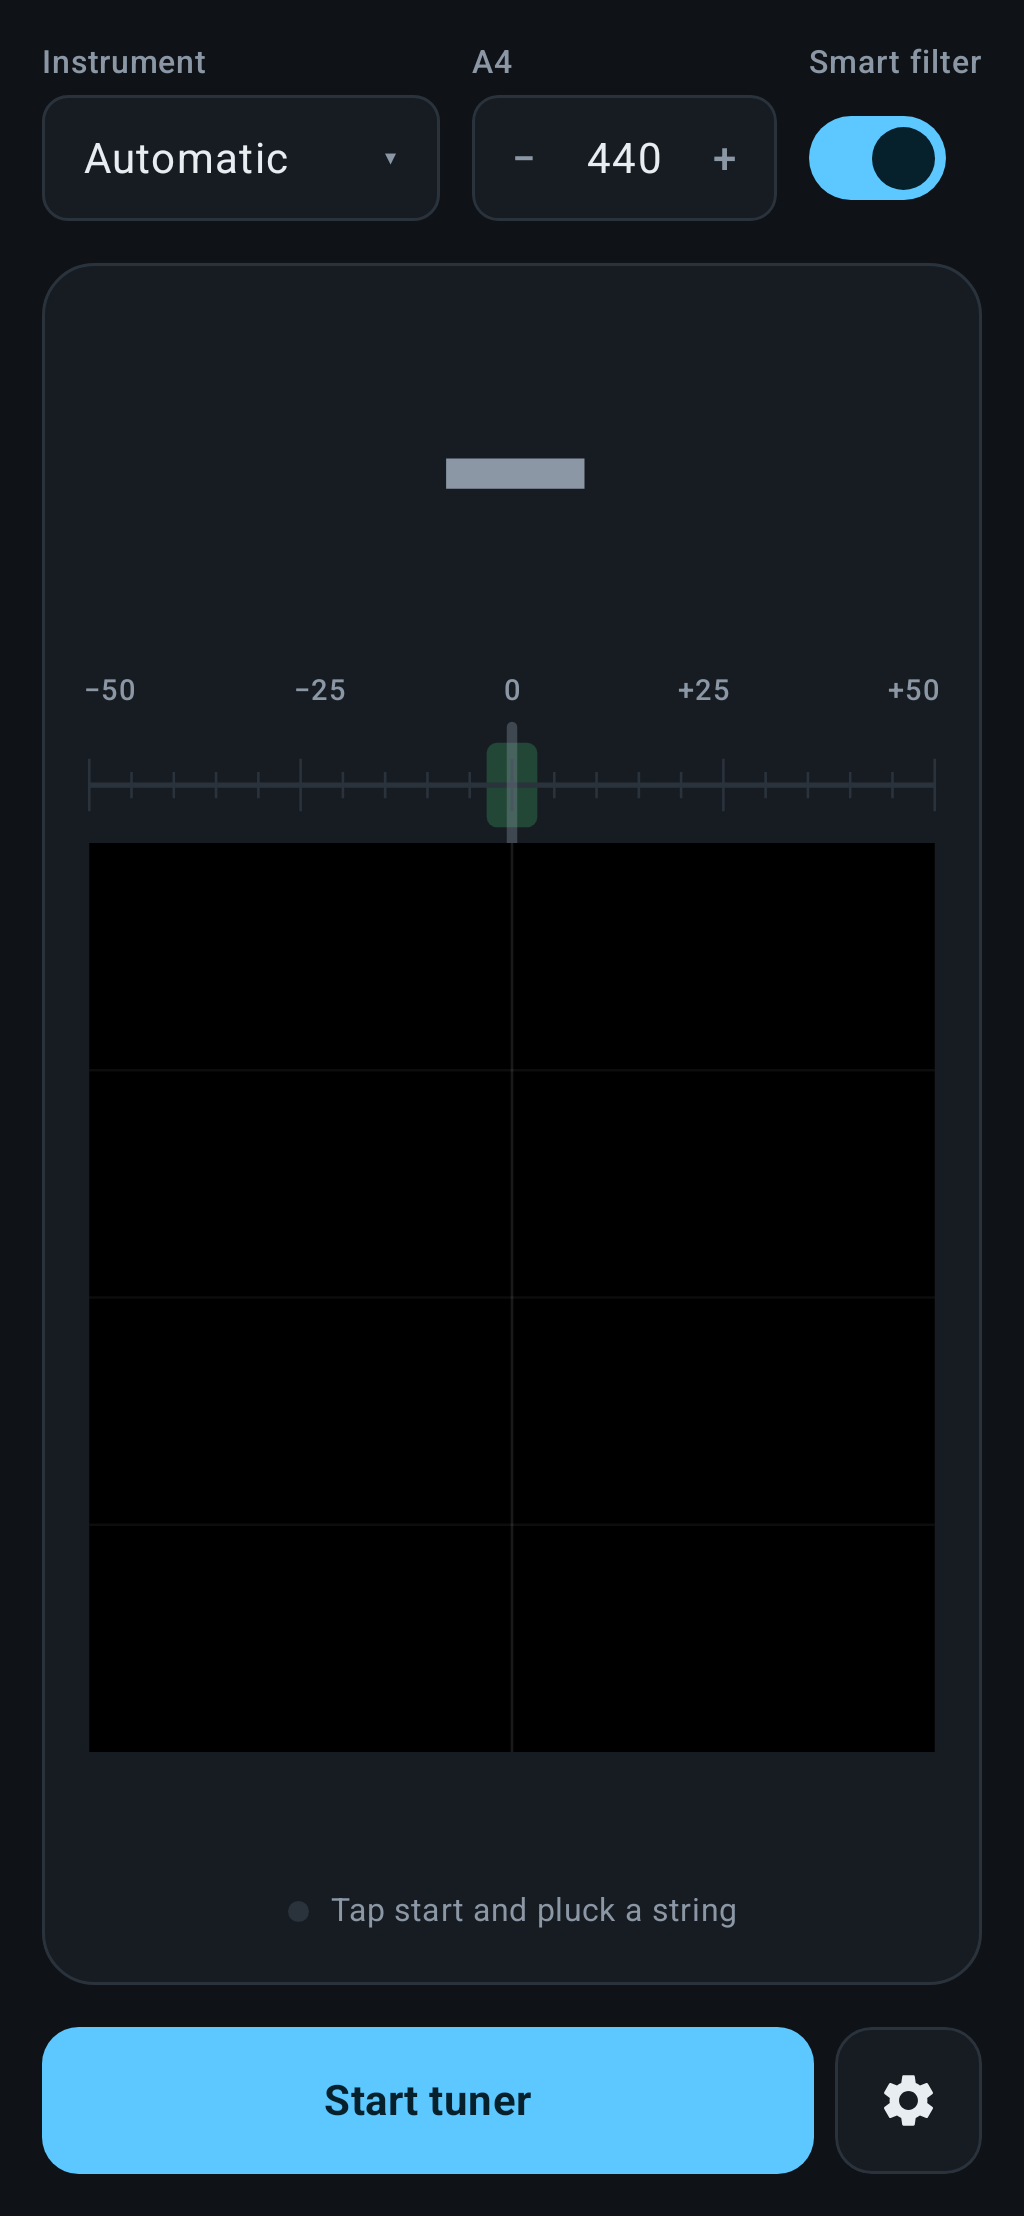 Instrument
A4
Smart filter
Automatic
− 440 +
−50 −25 0 +25 +50
Tap start and pluck a string
Start tuner